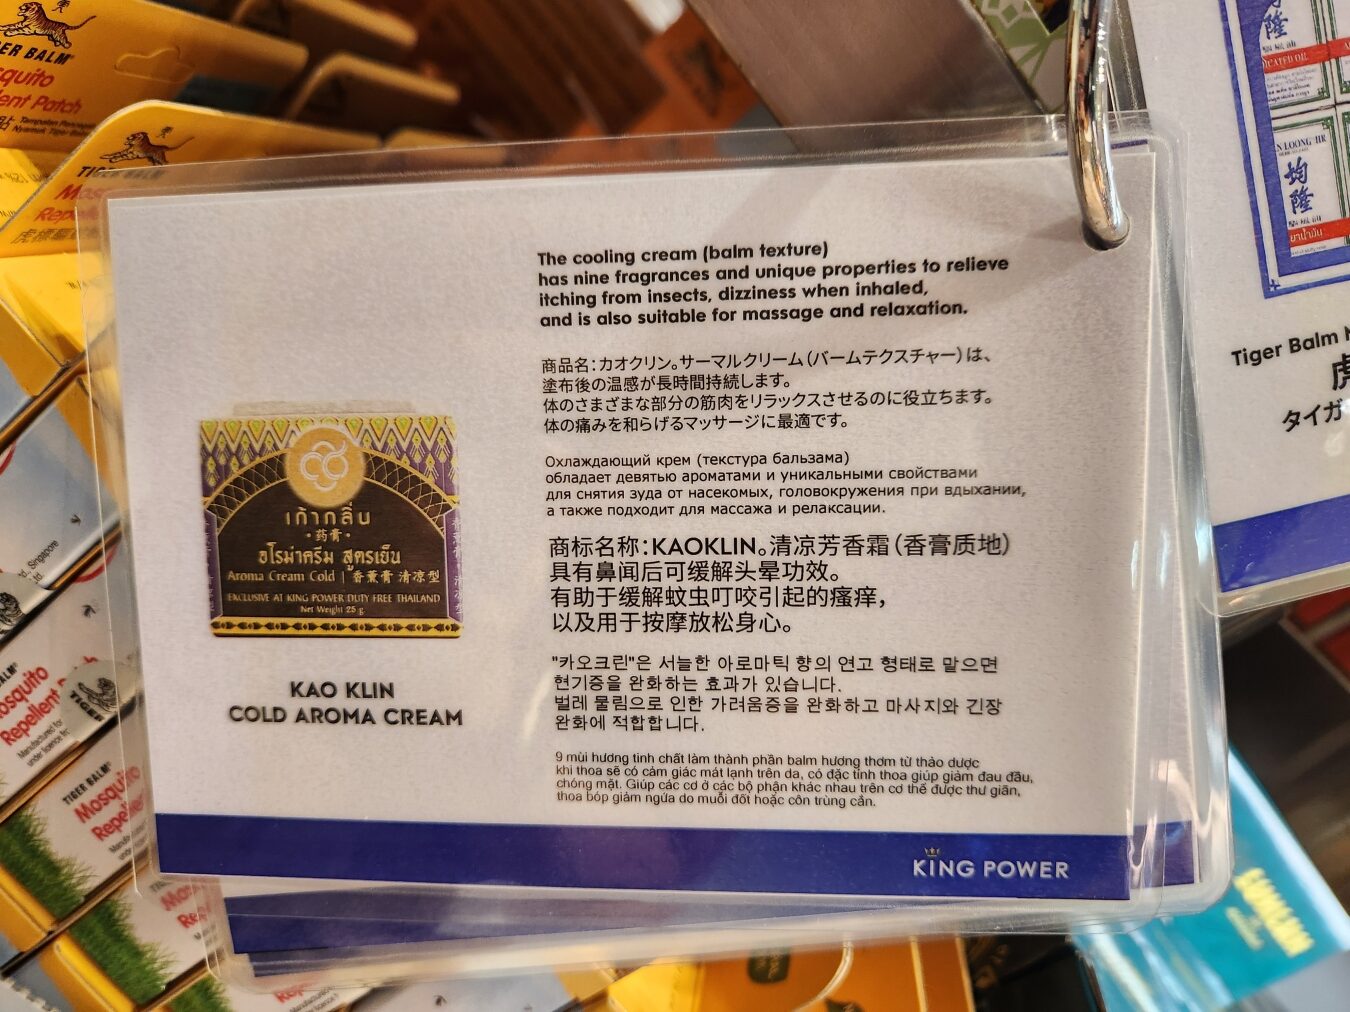 TIGER BALM
Mosquito
Repellent Patch
The cooling cream (balm texture)
has nine fragrances and unique properties to relieve
itching from insects, dizziness when inhaled,
and is also suitable for massage and relaxation.
商品名：カオクリン。サーマルクリーム（バームテクスチャー）は、
塗布後の温感が長時間持続します。
体のさまざまな部分の筋肉をリラックスさせるのに役立ちます。
体の痛みを和らげるマッサージに最適です。
Охлаждающий крем (текстура бальзама)
обладает девятью ароматами и уникальными свойствами
для снятия зуда от насекомых, головокружения при вдыхании,
а также подходит для массажа и релаксации.
商标名称：KAOKLIN。清凉芳香霜（香膏质地）
具有鼻闻后可缓解头晕功效。
有助于缓解蚊虫叮咬引起的瘙痒，
以及用于按摩放松身心。
"카오크린"은 서늘한 아로마틱 향의 연고 형태로 맡으면
현기증을 완화하는 효과가 있습니다.
벌레 물림으로 인한 가려움증을 완화하고 마사지와 긴장
완화에 적합합니다.
9 mùi hương tinh chất làm thành phần balm hương thơm từ thảo dược
khi thoa sẽ có cảm giác mát lạnh trên da, có đặc tính thoa giúp giảm đau đầu,
chóng mặt. Giúp các cơ ở các bộ phận khác nhau trên cơ thể được thư giãn,
thoa bóp giảm ngứa do muỗi đốt hoặc côn trùng cắn.
เก้ากลิ่น
·药膏·
อโรม่าครีม สูตรเย็น
Aroma Cream Cold | 香薰膏 清凉型
EXCLUSIVE AT KING POWER DUTY FREE THAILAND
Net Weight 25 g
KAO KLIN
COLD AROMA CREAM
KING POWER
Tiger Balm
均隆
TIGER BALM
Mosquito
Repellent